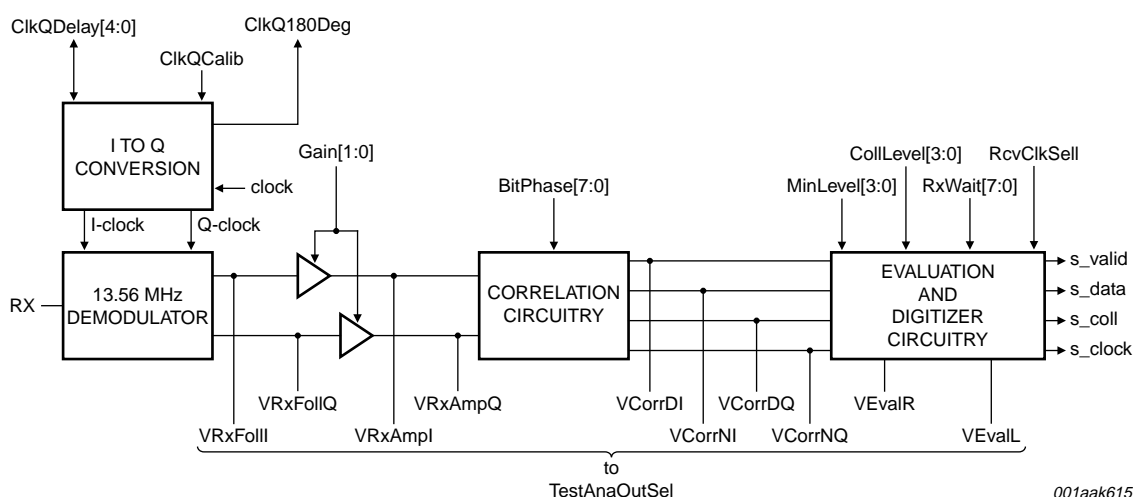 ClkQDelay[4:0]
ClkQ180Deg
ClkQCalib
I TO Q
CONVERSION
clock
I-clock
Q-clock
Gain[1:0]
BitPhase[7:0]
CollLevel[3:0]
RcvClkSell
MinLevel[3:0]
RxWait[7:0]
RX
13.56 MHz
DEMODULATOR
CORRELATION
CIRCUITRY
EVALUATION
AND
DIGITIZER
CIRCUITRY
s_valid
s_data
s_coll
s_clock
VRxFollQ
VRxAmpQ
VCorrDI
VCorrDQ
VEvalR
VRxFollI
VRxAmpI
VCorrNI
VCorrNQ
VEvalL
to
TestAnaOutSel
001aak615